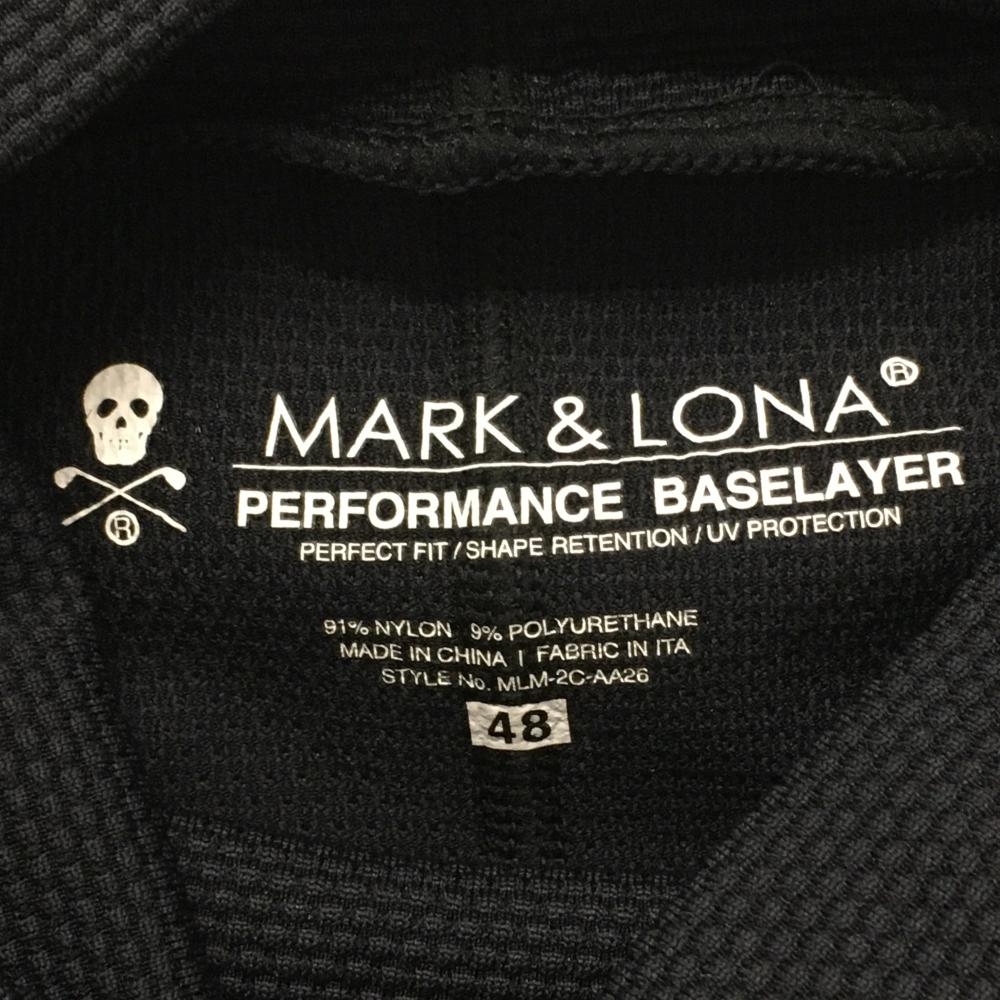 MARK & LONA®
PERFORMANCE BASELAYER
PERFECT FIT / SHAPE RETENTION / UV PROTECTION
®
91% NYLON 9% POLYURETHANE
MADE IN CHINA | FABRIC IN ITA
STYLE No. MLM-2C-AA26
48